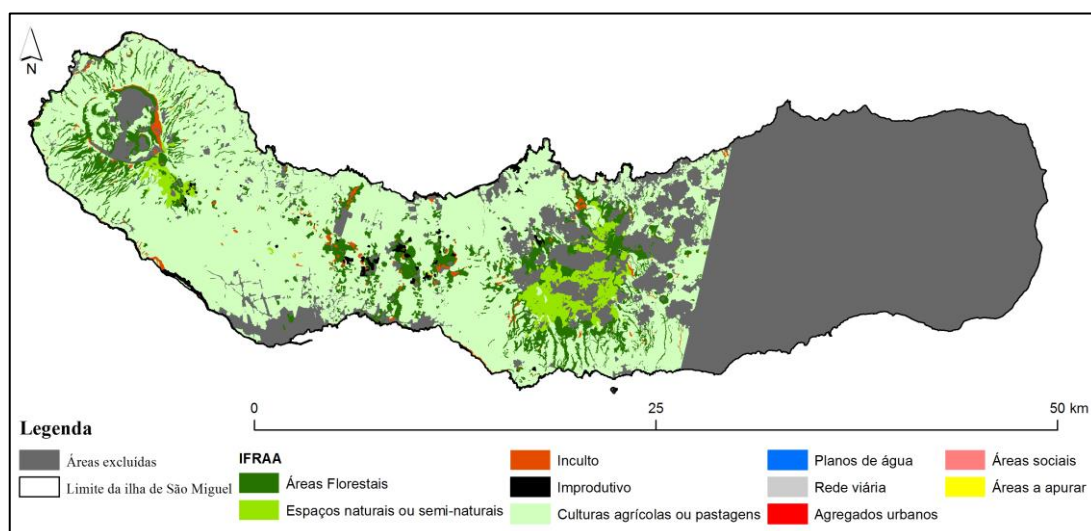 N
0 25 50 km
Legenda
Áreas excluídas
Limite da ilha de São Miguel
IFRAA
Áreas Florestais
Espaços naturais ou semi-naturais
Inculto
Improdutivo
Culturas agrícolas ou pastagens
Planos de água
Rede viária
Agregados urbanos
Áreas sociais
Áreas a apurar